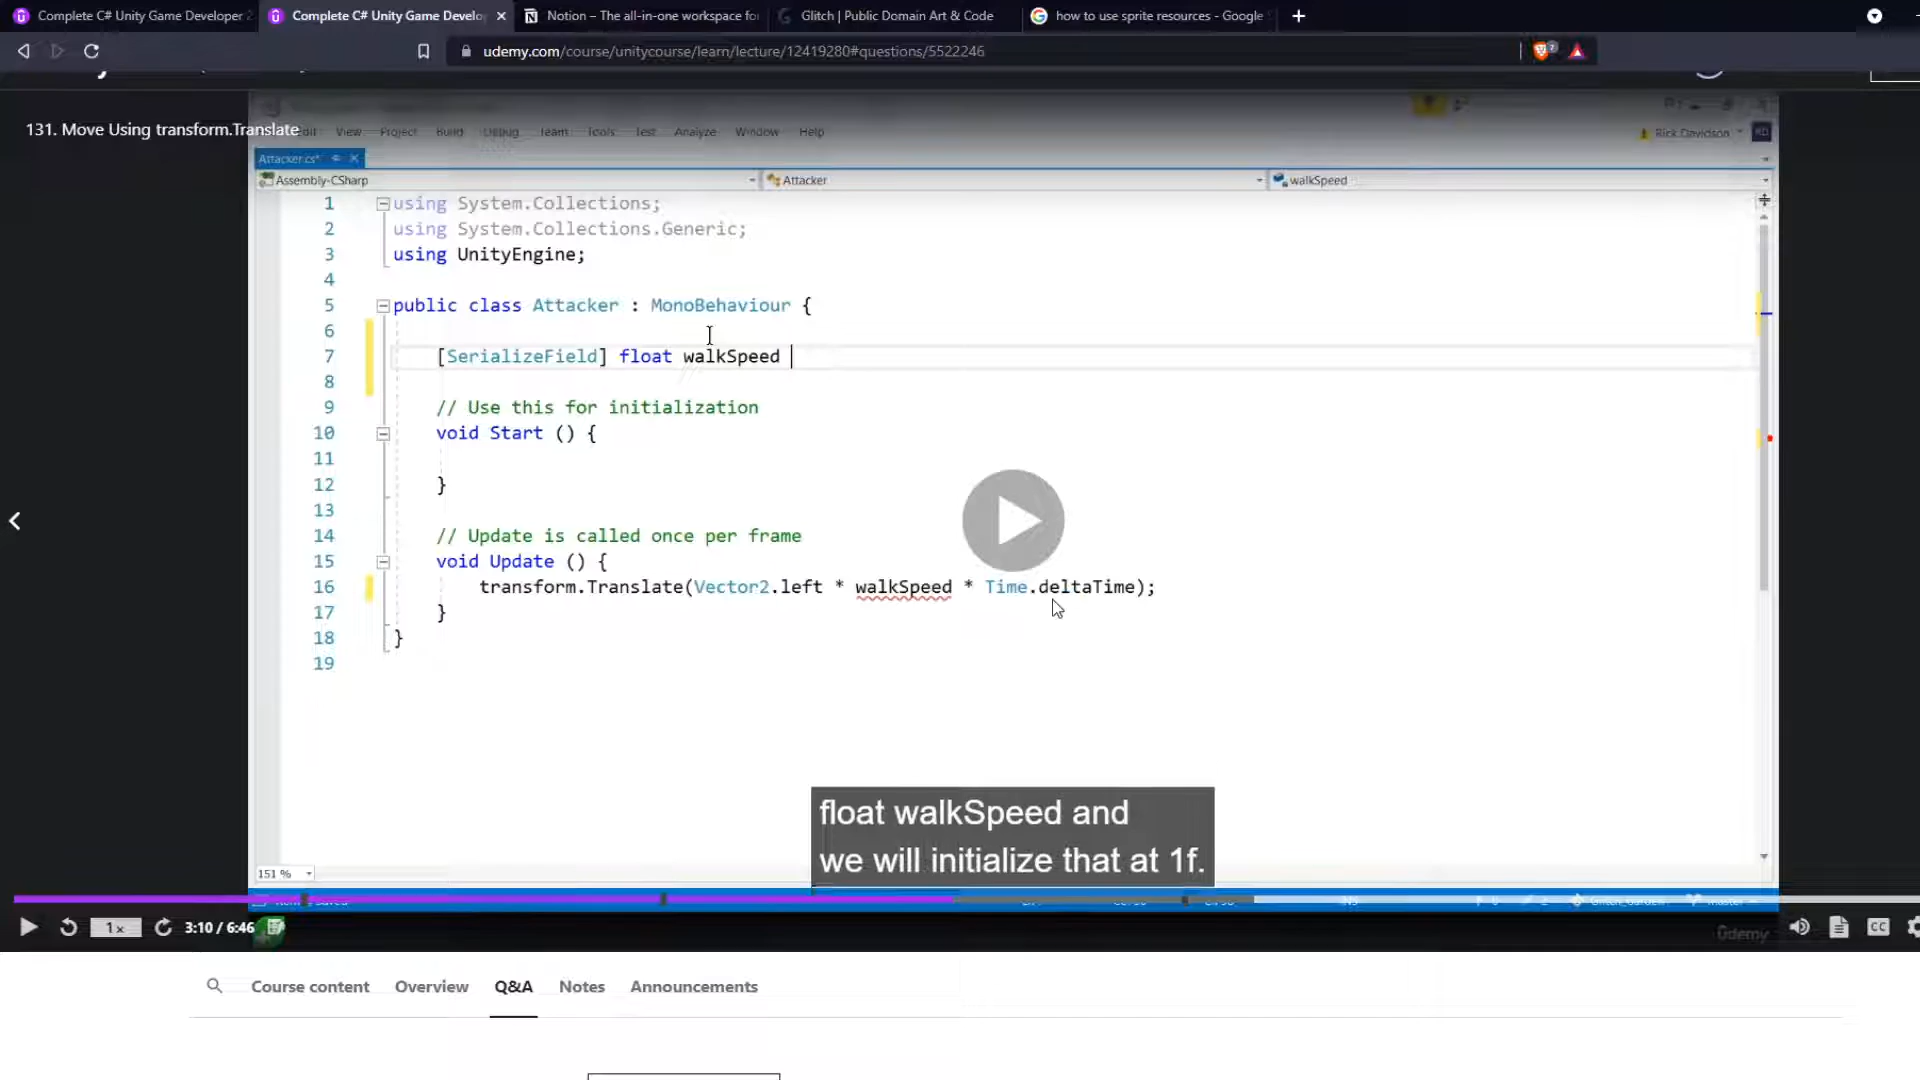 Complete C# Unity Game Developer 2
Complete C# Unity Game Develo
Notion – The all-in-one workspace fo
Glitch | Public Domain Art & Code
how to use sprite resources - Google
udemy.com/course/unitycourse/learn/lecture/12419280#questions/5522246
131. Move Using transform.Translate
View Project Build Debug Team Tools Test Analyze Window Help
Rick Davidson
Attacker.cs*
Assembly-CSharp
Attacker
walkSpeed
1 using System.Collections;
2 using System.Collections.Generic;
3 using UnityEngine;
4
5 public class Attacker : MonoBehaviour {
6
7 [SerializeField] float walkSpeed
8
9 // Use this for initialization
10 void Start () {
11
12 }
13
14 // Update is called once per frame
15 void Update () {
16 transform.Translate(Vector2.left * walkSpeed * Time.deltaTime);
17 }
18 }
19
float walkSpeed and
we will initialize that at 1f.
151 %
1x
3:10 / 6:46
Udemy
CC
Course content
Overview
Q&A
Notes
Announcements